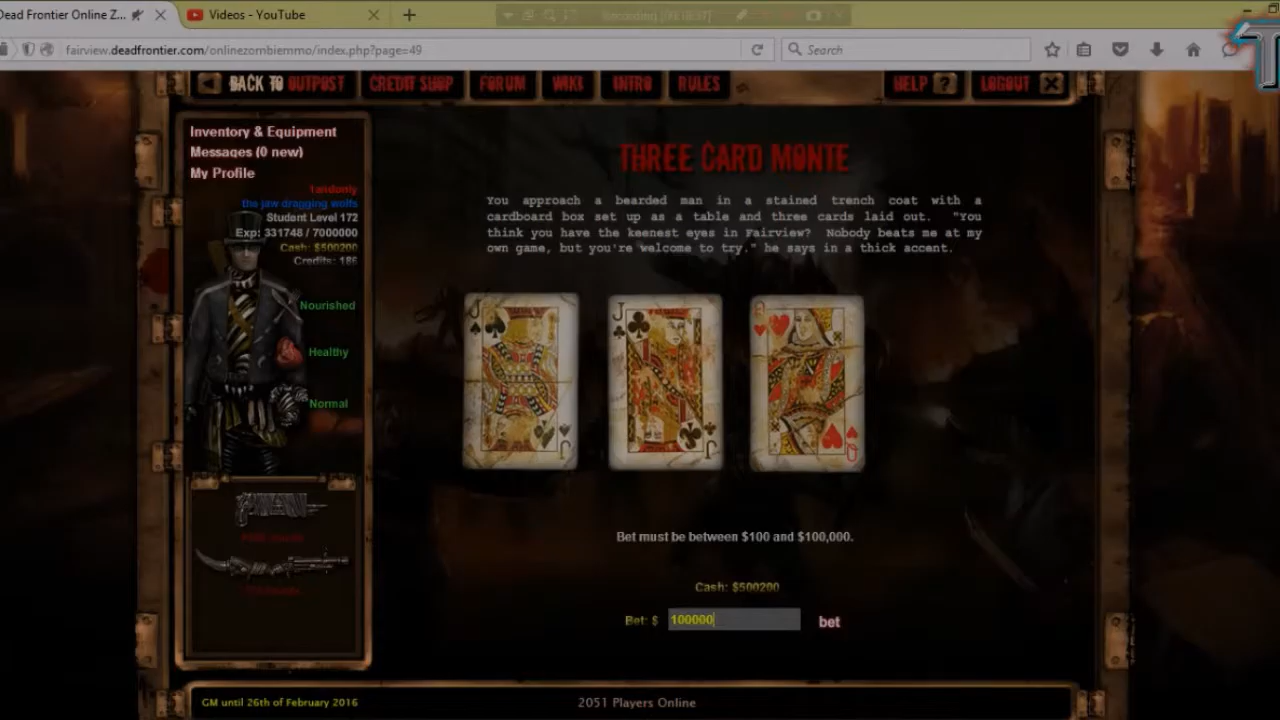 Dead Frontier Online Z...
Videos - YouTube
fairview.deadfrontier.com/onlinezombiemmo/index.php?page=49
Search
BACK TO OUTPOST
CREDIT SHOP
FORUM
WIKI
INTRO
RULES
HELP ?
LOGOUT X
Inventory & Equipment
Messages (0 new)
My Profile
the jaw dragging wolfs
Student Level 172
Exp: 331748 / 7000000
Cash: $500200
Credits: 186
Nourished
Healthy
Normal
THREE CARD MONTE
You approach a bearded man in a stained trench coat with a
cardboard box set up as a table and three cards laid out. "You
think you have the keenest eyes in Fairview? Nobody beats me at my
own game, but you're welcome to try." he says in a thick accent.
J
J
J
J
Q
Q
Bet must be between $100 and $100,000.
Cash: $500200
Bet: $ 100000 bet
GM until 26th of February 2016
2051 Players Online